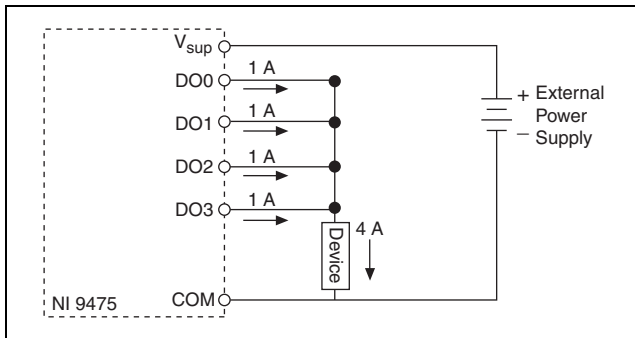 Vsup
DO0
1 A
DO1
1 A
DO2
1 A
DO3
1 A
Device
4 A
COM
NI 9475
+ External
Power
– Supply